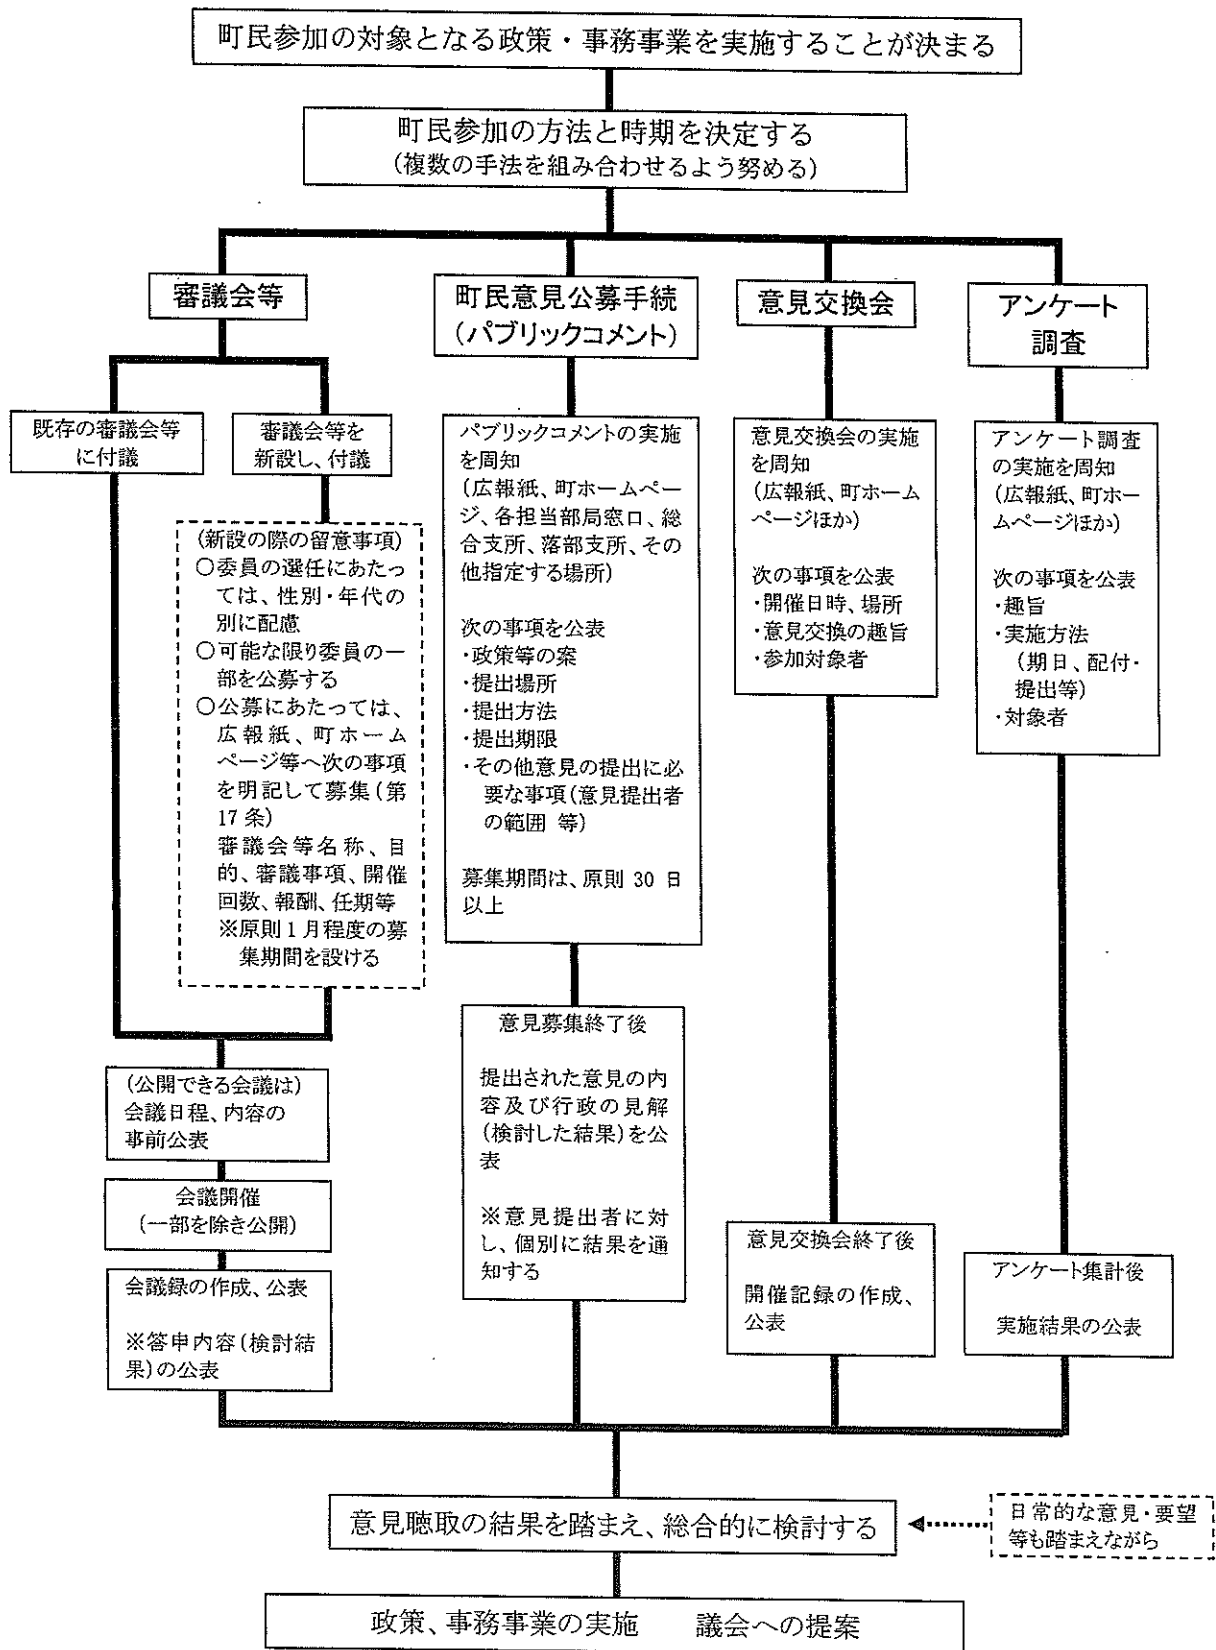 町民参加の対象となる政策・事務事業を実施することが決まる
町民参加の方法と時期を決定する
(複数の手法を組み合わせるよう努める)
審議会等
既存の審議会等
に付議
審議会等を
新設し、付議
(新設の際の留意事項)
○委員の選任にあたっ
ては、性別・年代の
別に配慮
○可能な限り委員の一
部を公募する
○公募にあたっては、
広報紙、町ホーム
ページ等へ次の事項
を明記して募集(第
17条)
審議会等名称、目
的、審議事項、開催
回数、報酬、任期等
※原則1月程度の募
集期間を設ける
(公開できる会議は)
会議日程、内容の
事前公表
会議開催
(一部を除き公開)
会議録の作成、公表
※答申内容(検討結
果)の公表
町民意見公募手続
(パブリックコメント)
パブリックコメントの実施
を周知
(広報紙、町ホームペー
ジ、各担当部局窓口、総
合支所、落部支所、その
他指定する場所)
次の事項を公表
・政策等の案
・提出場所
・提出方法
・提出期限
・その他意見の提出に必
要な事項(意見提出者
の範囲 等)
募集期間は、原則 30 日
以上
意見募集終了後
提出された意見の内
容及び行政の見解
(検討した結果)を公
表
※意見提出者に対
し、個別に結果を通
知する
意見交換会
意見交換会の実施
を周知
(広報紙、町ホーム
ページほか)
次の事項を公表
・開催日時、場所
・意見交換の趣旨
・参加対象者
意見交換会終了後
開催記録の作成、
公表
アンケート
調査
アンケート調査
の実施を周知
(広報紙、町ホー
ムページほか)
次の事項を公表
・趣旨
・実施方法
(期日、配付・
提出等)
・対象者
アンケート集計後
実施結果の公表
意見聴取の結果を踏まえ、総合的に検討する
日常的な意見・要望
等も踏まえながら
政策、事務事業の実施 議会への提案